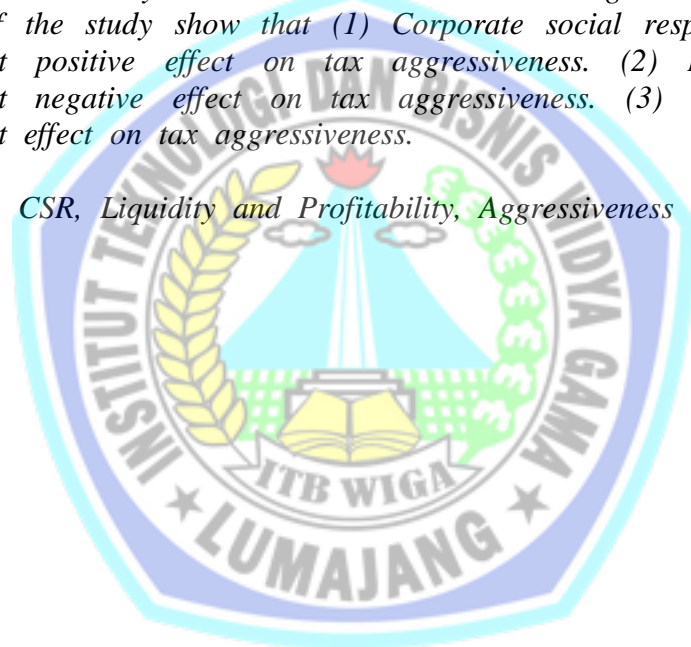 f the study show that (1) Corporate social resp
t positive effect on tax aggressiveness. (2)
t negative effect on tax aggressiveness. (3)
t effect on tax aggressiveness.
CSR, Liquidity and Profitability, Aggressiveness
INSTITUT TEKNOLOGI DAN BISNIS WIDYA GAMA
ITB WIGA
LUMAJANG